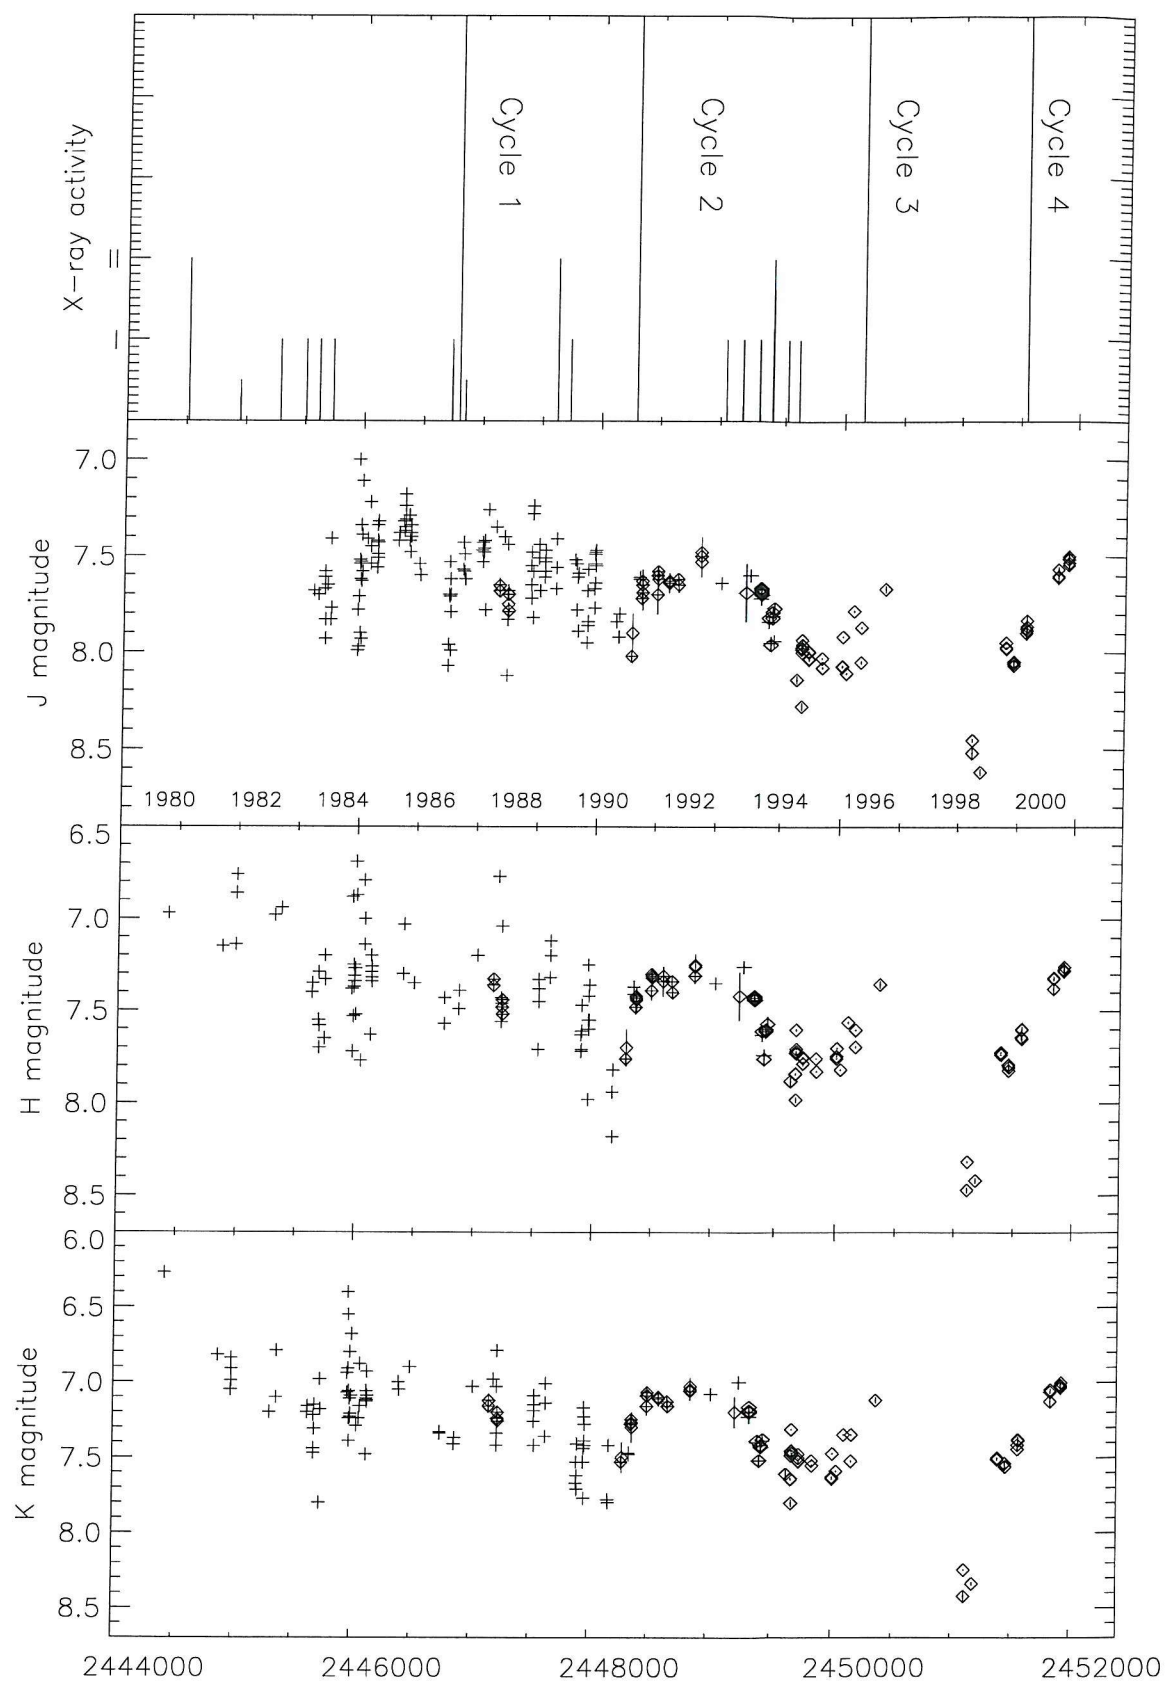 X-ray activity
II
I
Cycle 1
Cycle 2
Cycle 3
Cycle 4
J magnitude
7.0
7.5
8.0
8.5
1980 1982 1984 1986 1988 1990 1992 1994 1996 1998 2000
H magnitude
6.5
7.0
7.5
8.0
8.5
K magnitude
6.0
6.5
7.0
7.5
8.0
8.5
2444000 2446000 2448000 2450000 2452000